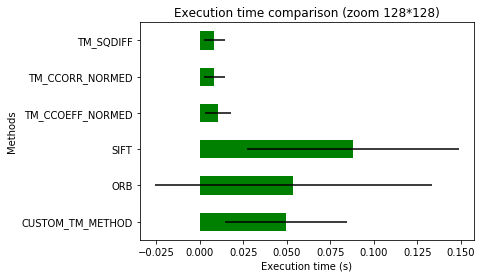 Execution time comparison (zoom 128*128)
Methods
TM_SQDIFF
TM_CCORR_NORMED
TM_CCOEFF_NORMED
SIFT
ORB
CUSTOM_TM_METHOD
−0.025 0.000 0.025 0.050 0.075 0.100 0.125 0.150
Execution time (s)